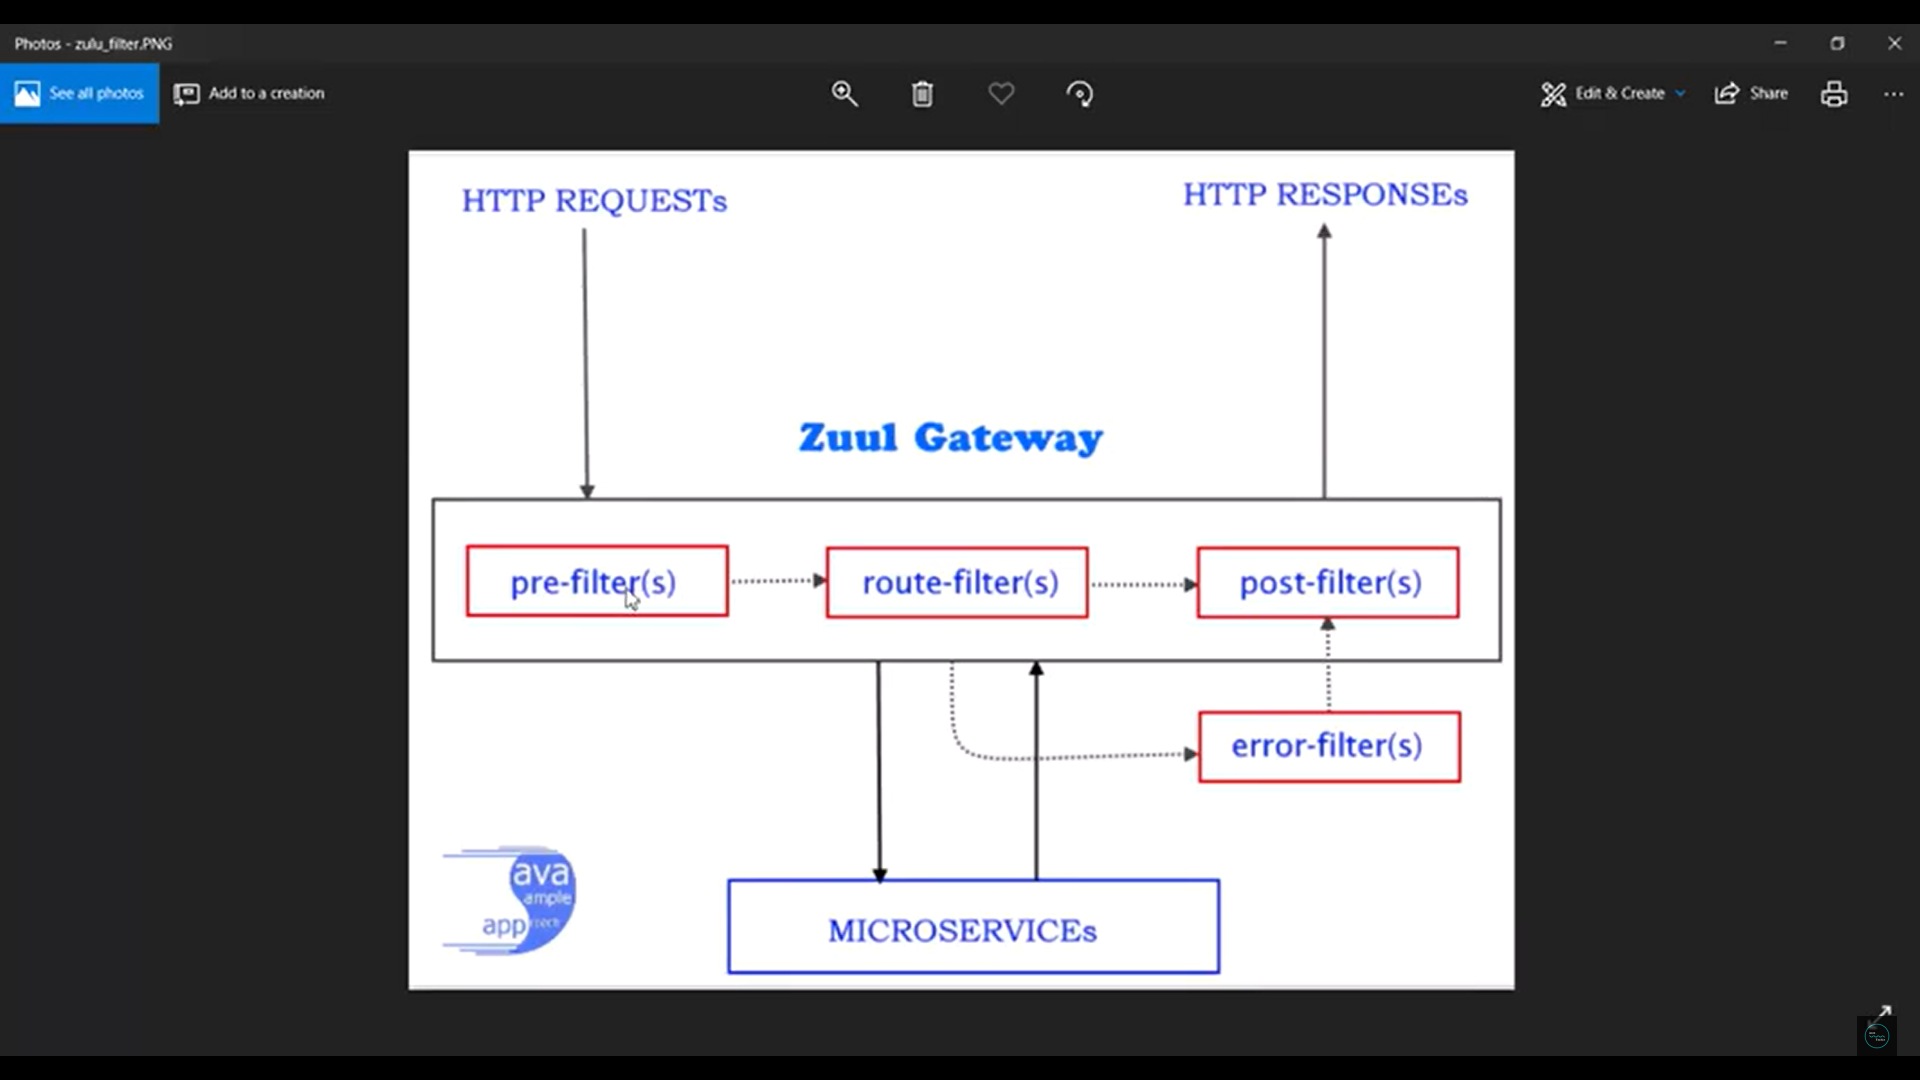 Photos - zulu_filter.PNG
See all photos
Add to a creation
Edit & Create
Share
HTTP REQUESTs
HTTP RESPONSEs
Zuul Gateway
pre-filter(s)
route-filter(s)
post-filter(s)
error-filter(s)
ava
ample
app
MICROSERVICEs